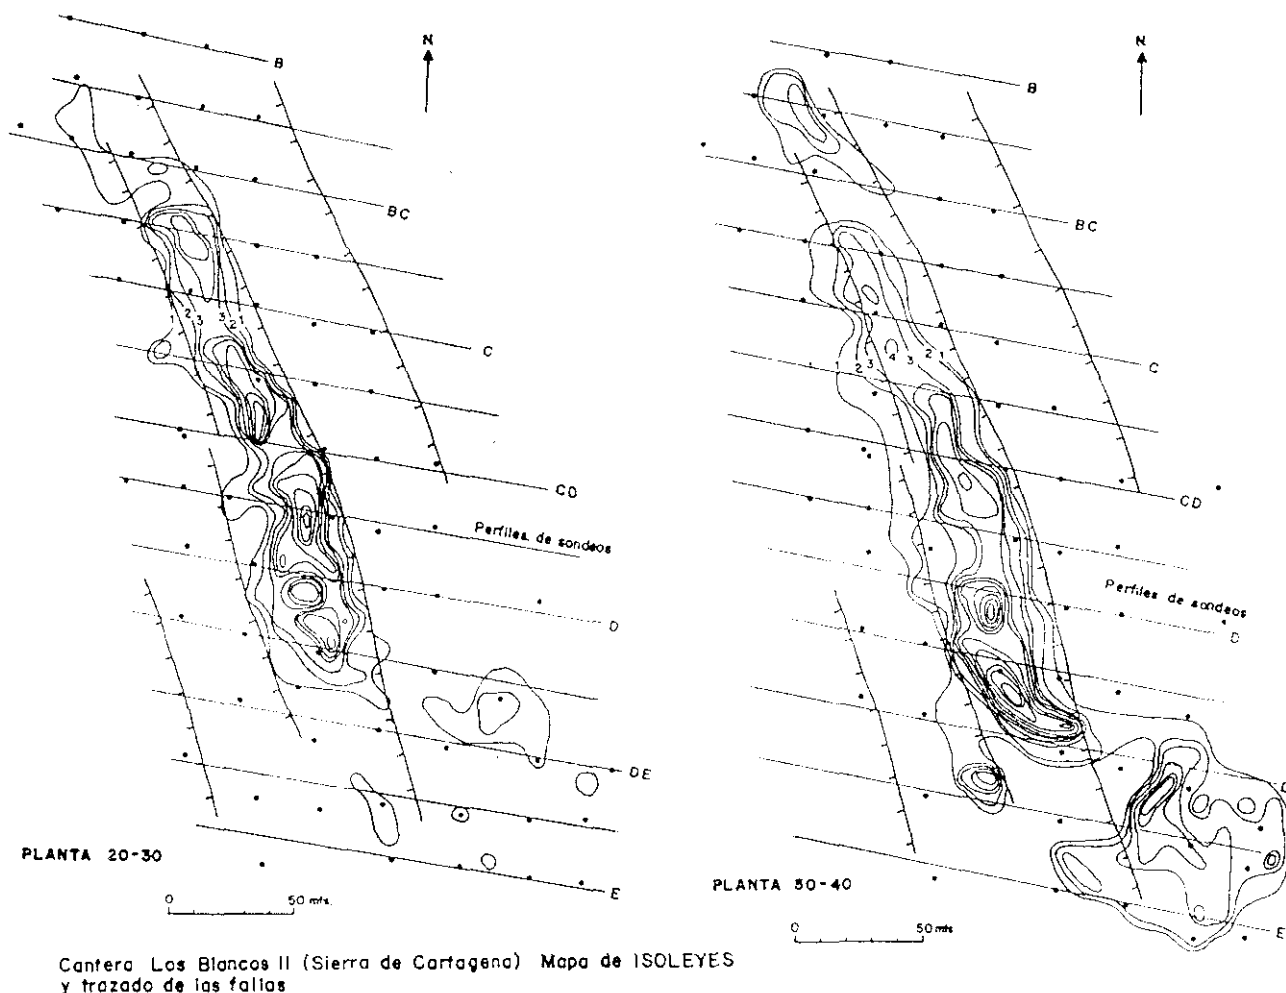 N
B
BC
C
CD
Perfiles de sondeos
D
DE
E
1 2 3 3 2 1
PLANTA 20-30
0 50 mts.
N
B
BC
C
1 1 2 3 4 3 2 1
CD
Perfiles de sondeos
D
E
PLANTA 30-40
0 50 mts
Cantera Los Blancos II (Sierra de Cartagena) Mapa de ISOLEYES
y trazado de las fallas